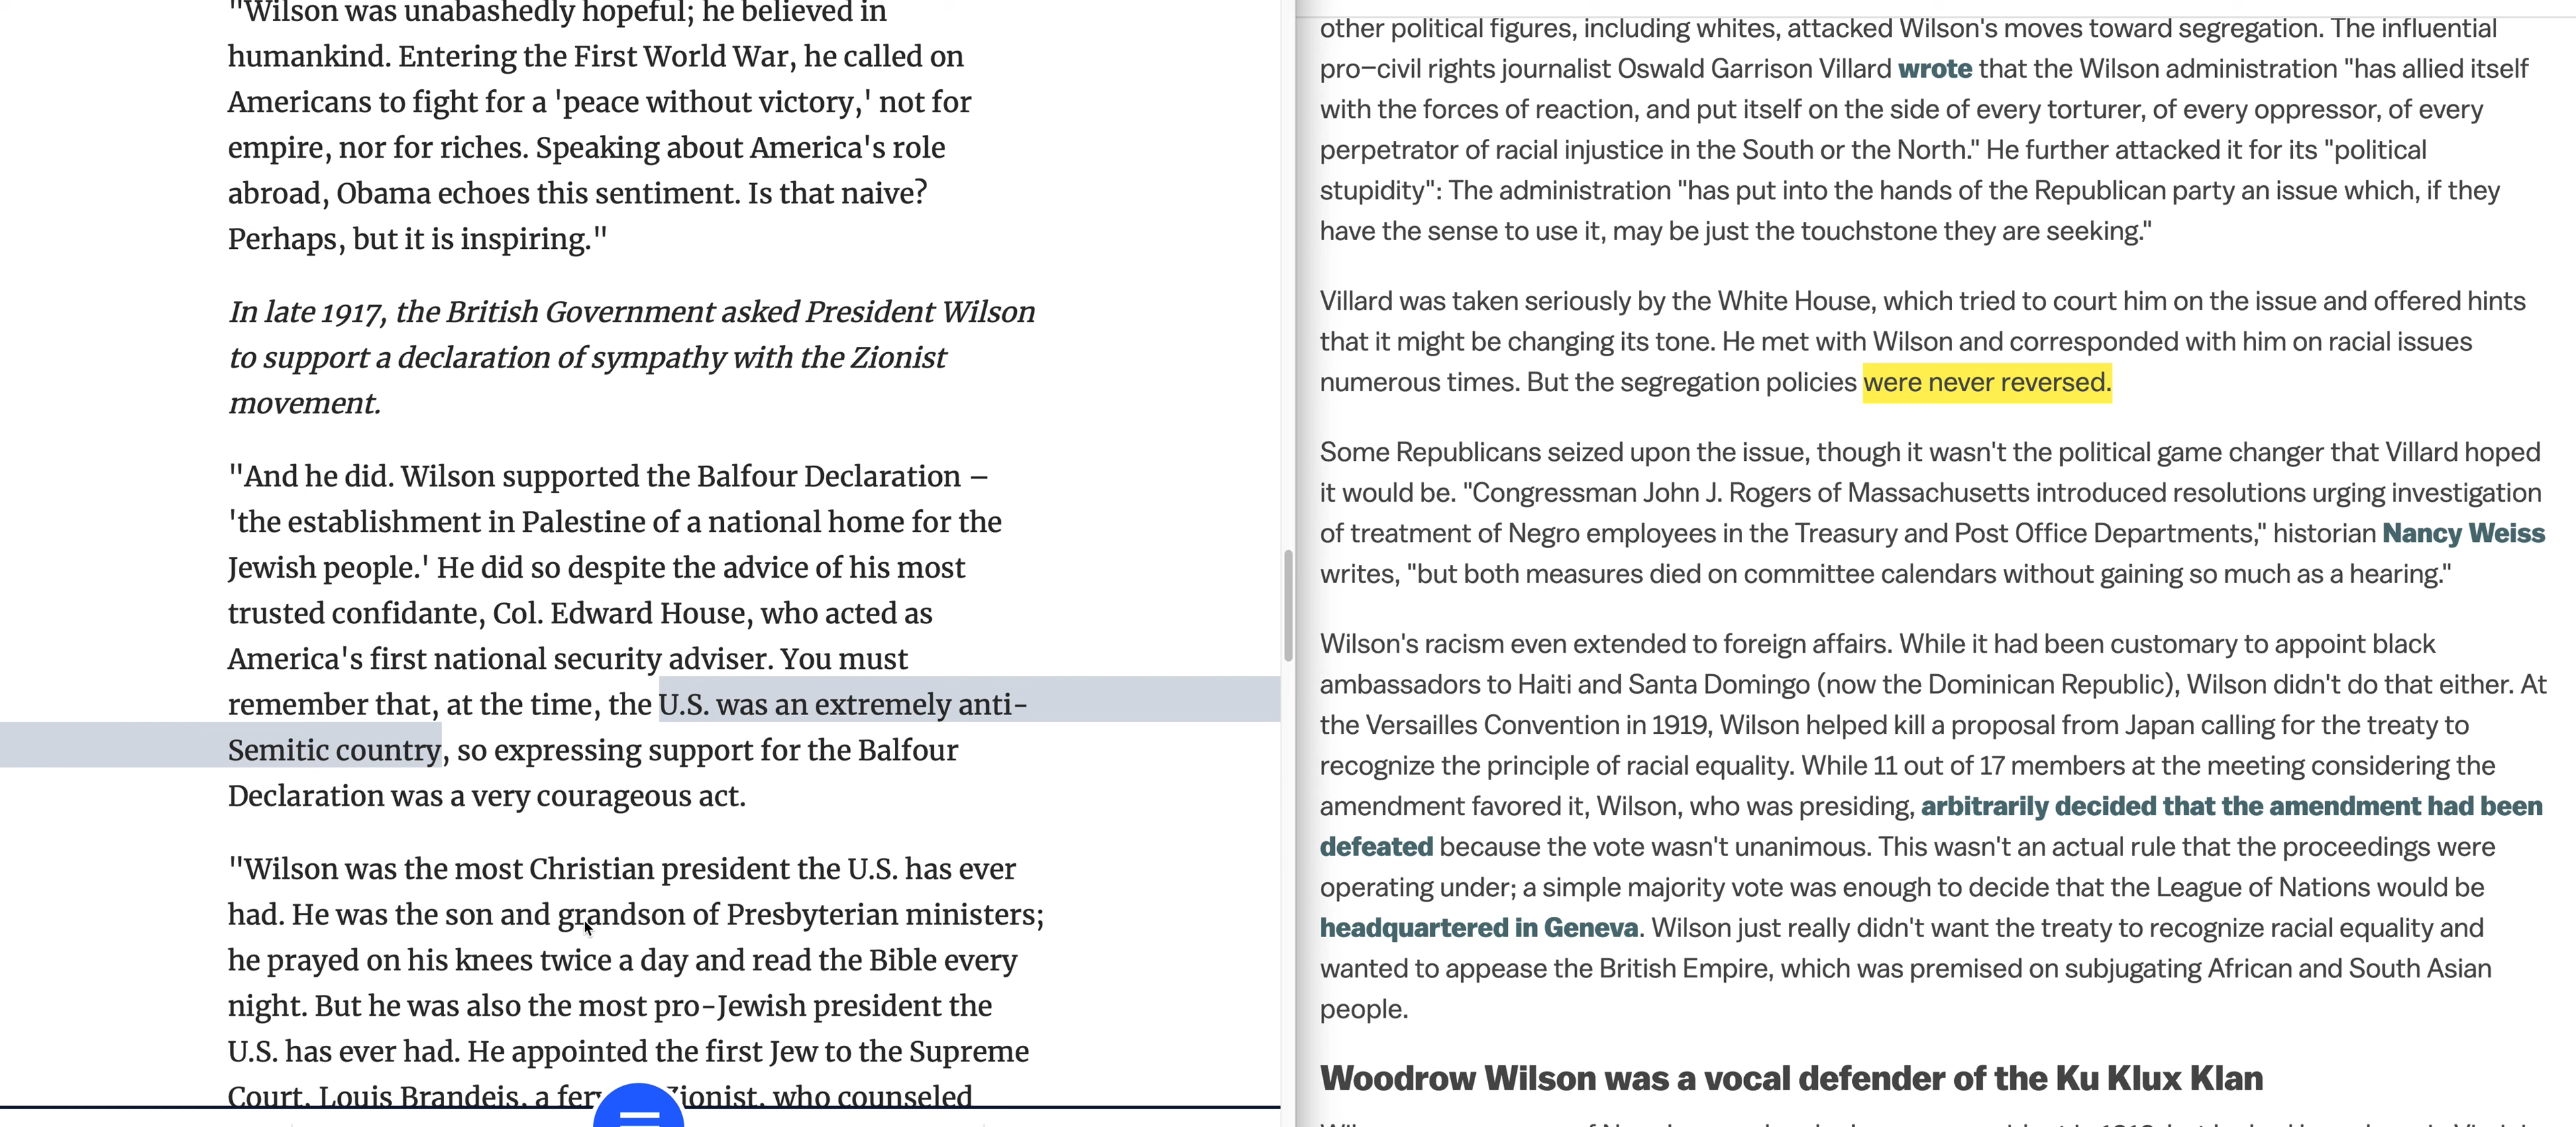 "Wilson was unabashedly hopeful; he believed in
humankind. Entering the First World War, he called on
Americans to fight for a 'peace without victory,' not for
empire, nor for riches. Speaking about America's role
abroad, Obama echoes this sentiment. Is that naive?
Perhaps, but it is inspiring."
In late 1917, the British Government asked President Wilson
to support a declaration of sympathy with the Zionist
movement.
"And he did. Wilson supported the Balfour Declaration –
'the establishment in Palestine of a national home for the
Jewish people.' He did so despite the advice of his most
trusted confidante, Col. Edward House, who acted as
America's first national security adviser. You must
remember that, at the time, the U.S. was an extremely anti-
Semitic country, so expressing support for the Balfour
Declaration was a very courageous act.
"Wilson was the most Christian president the U.S. has ever
had. He was the son and grandson of Presbyterian ministers;
he prayed on his knees twice a day and read the Bible every
night. But he was also the most pro-Jewish president the
U.S. has ever had. He appointed the first Jew to the Supreme
Court, Louis Brandeis, a Zionist, who counseled
other political figures, including whites, attacked Wilson's moves toward segregation. The influential
pro–civil rights journalist Oswald Garrison Villard wrote that the Wilson administration "has allied itself
with the forces of reaction, and put itself on the side of every torturer, of every oppressor, of every
perpetrator of racial injustice in the South or the North." He further attacked it for its "political
stupidity": The administration "has put into the hands of the Republican party an issue which, if they
have the sense to use it, may be just the touchstone they are seeking."
Villard was taken seriously by the White House, which tried to court him on the issue and offered hints
that it might be changing its tone. He met with Wilson and corresponded with him on racial issues
numerous times. But the segregation policies were never reversed.
Some Republicans seized upon the issue, though it wasn't the political game changer that Villard hoped
it would be. "Congressman John J. Rogers of Massachusetts introduced resolutions urging investigation
of treatment of Negro employees in the Treasury and Post Office Departments," historian Nancy Weiss
writes, "but both measures died on committee calendars without gaining so much as a hearing."
Wilson's racism even extended to foreign affairs. While it had been customary to appoint black
ambassadors to Haiti and Santa Domingo (now the Dominican Republic), Wilson didn't do that either. At
the Versailles Convention in 1919, Wilson helped kill a proposal from Japan calling for the treaty to
recognize the principle of racial equality. While 11 out of 17 members at the meeting considering the
amendment favored it, Wilson, who was presiding, arbitrarily decided that the amendment had been
defeated because the vote wasn't unanimous. This wasn't an actual rule that the proceedings were
operating under; a simple majority vote was enough to decide that the League of Nations would be
headquartered in Geneva. Wilson just really didn't want the treaty to recognize racial equality and
wanted to appease the British Empire, which was premised on subjugating African and South Asian
people.
Woodrow Wilson was a vocal defender of the Ku Klux Klan